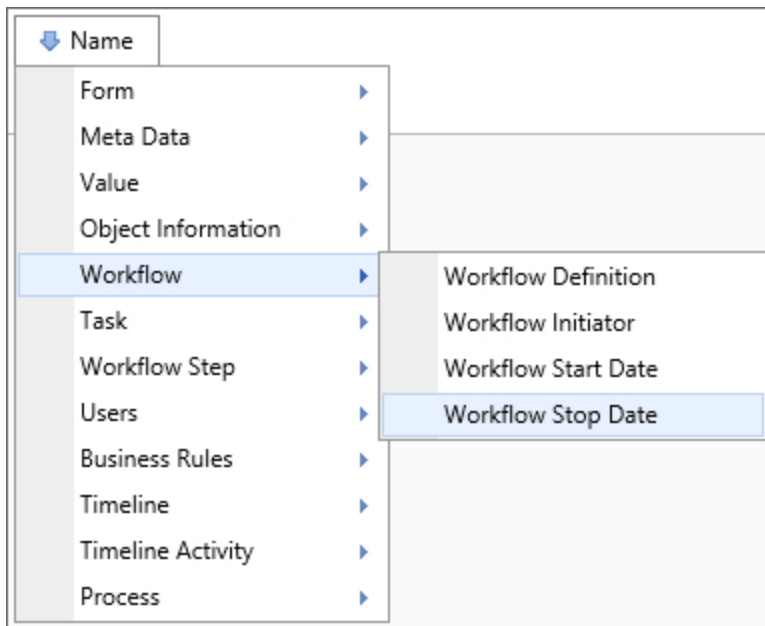 Name
Form
Meta Data
Value
Object Information
Workflow
Task
Workflow Step
Users
Business Rules
Timeline
Timeline Activity
Process
Workflow Definition
Workflow Initiator
Workflow Start Date
Workflow Stop Date